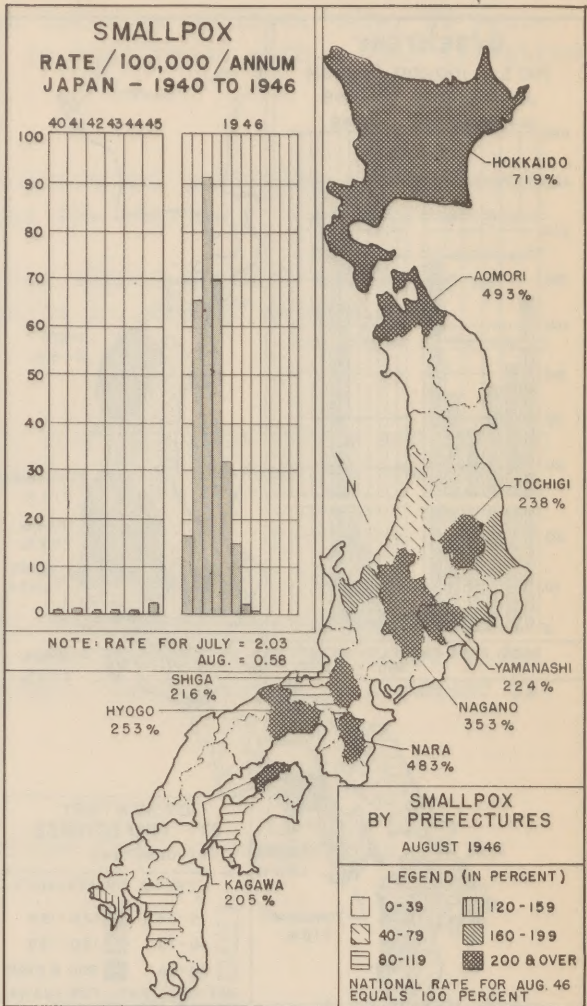 SMALLPOX
RATE/100,000/ANNUM
JAPAN - 1940 TO 1946
40 41 42 43 44 45
1946
100
90
80
70
60
50
40
30
20
10
0
NOTE: RATE FOR JULY = 2.03
AUG. = 0.58
HOKKAIDO
719%
AOMORI
493%
N
TOCHIGI
238%
YAMANASHI
224%
NAGANO
353%
SHIGA
216%
HYOGO
253%
NARA
483%
KAGAWA
205%
SMALLPOX
BY PREFECTURES
AUGUST 1946
LEGEND (IN PERCENT)
0-39
40-79
80-119
120-159
160-199
200 & OVER
NATIONAL RATE FOR AUG. 46
EQUALS 100 PERCENT